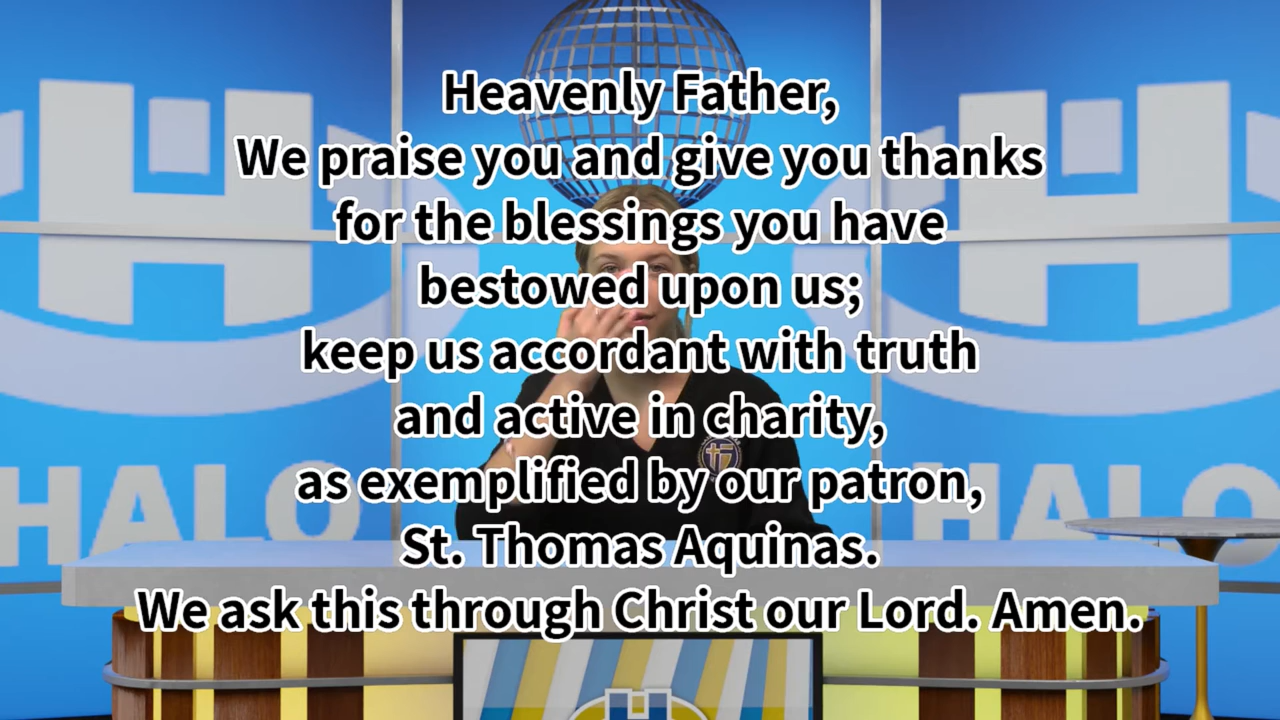 Heavenly Father,
We praise you and give you thanks
for the blessings you have
bestowed upon us;
keep us accordant with truth
and active in charity,
as exemplified by our patron,
St. Thomas Aquinas.
We ask this through Christ our Lord. Amen.
H
H
HALO
HALO
H